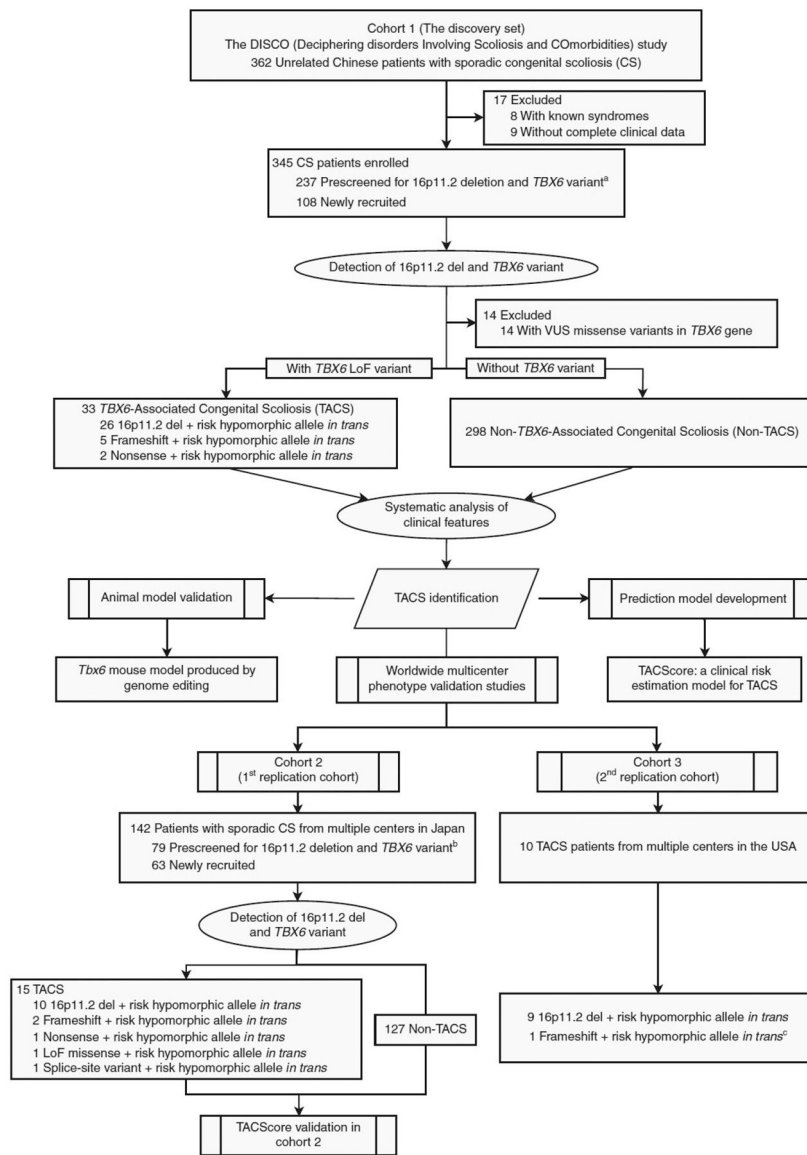 Cohort 1 (The discovery set)
The DISCO (Deciphering disorders Involving Scoliosis and COmorbidities) study
362 Unrelated Chinese patients with sporadic congenital scoliosis (CS)
17 Excluded
8 With known syndromes
9 Without complete clinical data
345 CS patients enrolled
237 Prescreened for 16p11.2 deletion and TBX6 variantᵃ
108 Newly recruited
Detection of 16p11.2 del and TBX6 variant
14 Excluded
14 With VUS missense variants in TBX6 gene
With TBX6 LoF variant
Without TBX6 variant
33 TBX6-Associated Congenital Scoliosis (TACS)
26 16p11.2 del + risk hypomorphic allele in trans
5 Frameshift + risk hypomorphic allele in trans
2 Nonsense + risk hypomorphic allele in trans
298 Non-TBX6-Associated Congenital Scoliosis (Non-TACS)
Systematic analysis of
clinical features
Animal model validation
TACS identification
Prediction model development
Tbx6 mouse model produced by
genome editing
Worldwide multicenter
phenotype validation studies
TACScore: a clinical risk
estimation model for TACS
Cohort 2
(1st replication cohort)
Cohort 3
(2nd replication cohort)
142 Patients with sporadic CS from multiple centers in Japan
79 Prescreened for 16p11.2 deletion and TBX6 variantᵇ
63 Newly recruited
10 TACS patients from multiple centers in the USA
Detection of 16p11.2 del
and TBX6 variant
15 TACS
10 16p11.2 del + risk hypomorphic allele in trans
2 Frameshift + risk hypomorphic allele in trans
1 Nonsense + risk hypomorphic allele in trans
1 LoF missense + risk hypomorphic allele in trans
1 Splice-site variant + risk hypomorphic allele in trans
127 Non-TACS
9 16p11.2 del + risk hypomorphic allele in trans
1 Frameshift + risk hypomorphic allele in transᶜ
TACScore validation in
cohort 2